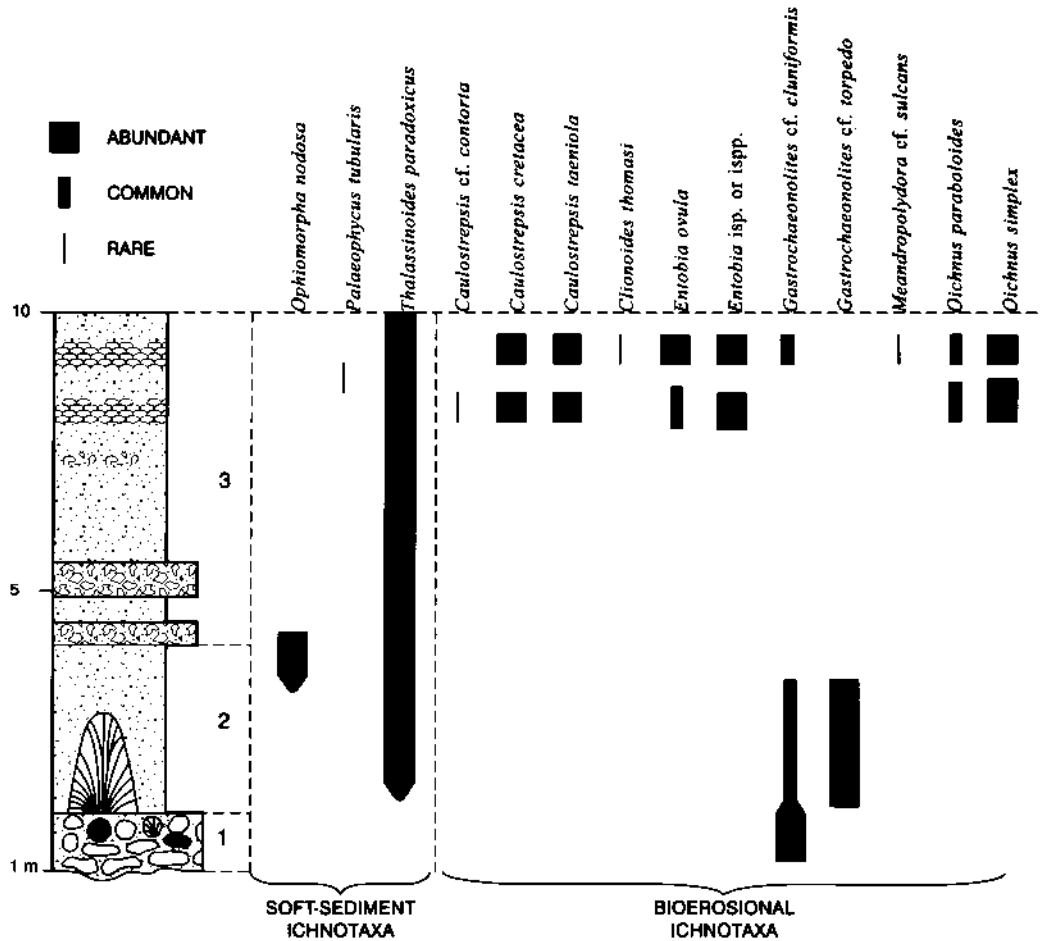 ABUNDANT
COMMON
RARE
Ophiomorpha nodosa
Palaeophycus tubularis
Thalassinoides paradoxicus
Caulostrepsis cf. contorta
Caulostrepsis cretacea
Caulostrepsis taeniola
Clionoides thomasi
Entobia ovula
Entobia isp. or ispp.
Gastrochaeonolites cf. cluniformis
Gastrochaeonolites cf. torpedo
Meandropolydora cf. sulcans
Oichnus paraboloides
Oichnus simplex
10
3
5
2
1
1 m
SOFT-SEDIMENT
ICHNOTAXA
BIOEROSIONAL
ICHNOTAXA